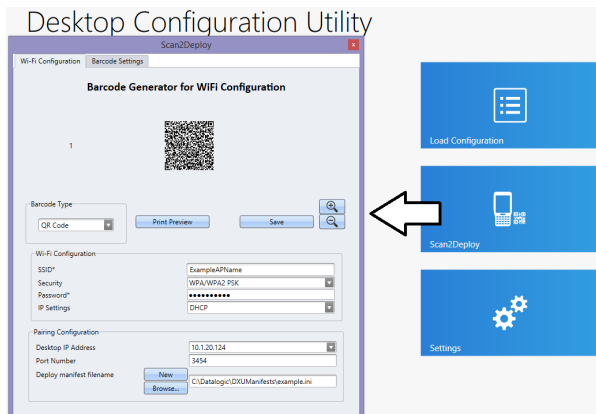 Desktop Configuration Utility
Scan2Deploy
x
Wi-Fi Configuration Barcode Settings
Barcode Generator for WiFi Configuration
1
Barcode Type
QR Code
Print Preview
Save
Wi-Fi Configuration
SSID* ExampleAPName
Security WPA/WPA2 PSK
Password* ••••••••••
IP Settings DHCP
Pairing Configuration
Desktop IP Address 10.1.20.124
Port Number 3454
Deploy manifest filename New C:\Datalogic\DXUManifests\example.ini
Browse...
Load Configuration
Scan2Deploy
Settings